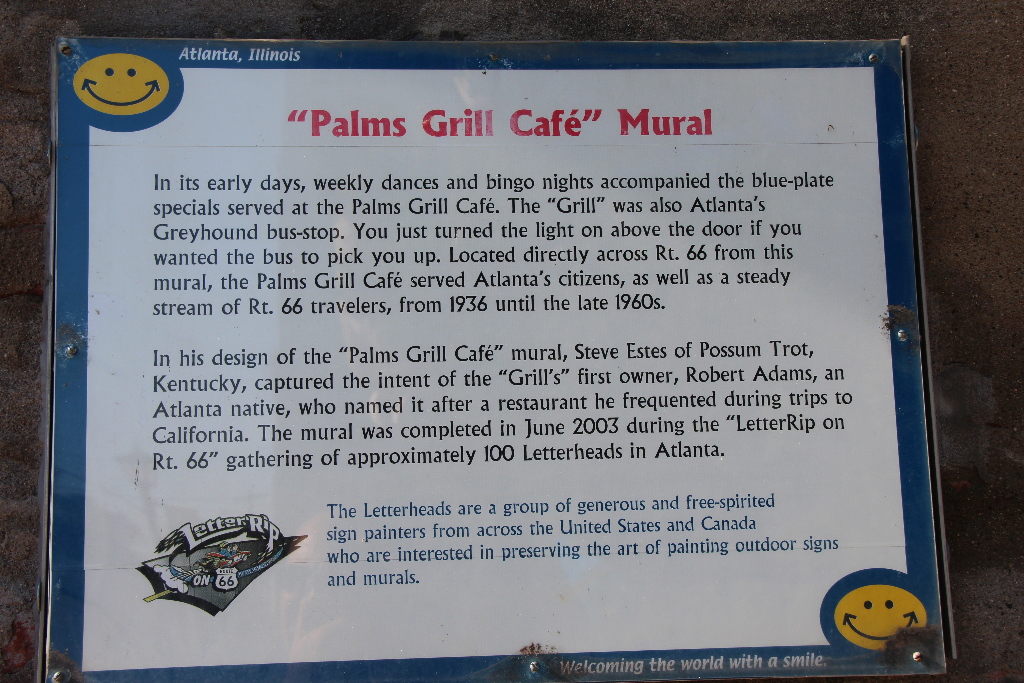 Atlanta, Illinois
"Palms Grill Café" Mural
In its early days, weekly dances and bingo nights accompanied the blue-plate
specials served at the Palms Grill Café. The "Grill" was also Atlanta's
Greyhound bus-stop. You just turned the light on above the door if you
wanted the bus to pick you up. Located directly across Rt. 66 from this
mural, the Palms Grill Café served Atlanta's citizens, as well as a steady
stream of Rt. 66 travelers, from 1936 until the late 1960s.
In his design of the "Palms Grill Café" mural, Steve Estes of Possum Trot,
Kentucky, captured the intent of the "Grill's" first owner, Robert Adams, an
Atlanta native, who named it after a restaurant he frequented during trips to
California. The mural was completed in June 2003 during the "LetterRip on
Rt. 66" gathering of approximately 100 Letterheads in Atlanta.
The Letterheads are a group of generous and free-spirited
sign painters from across the United States and Canada
who are interested in preserving the art of painting outdoor signs
and murals.
Letter Rip
ON
ROUTE
66
Welcoming the world with a smile.